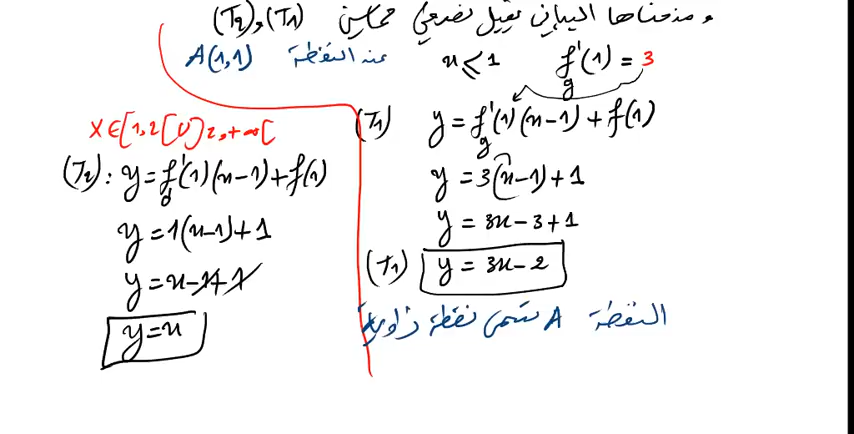 و منحناها البياني يقبل نصفي مماسين (T₁), (T₂)
عند النقطة A(1,1) x ⩽ 1 f'g(1) = 3
(T₁) y = f'g(1)(x-1) + f(1)
y = 3(x-1) + 1
y = 3x - 3 + 1
(T₁) y = 3x - 2
النقطة A تسمى نقطة زاوية
x ∈ [1,2[ U ]2,+∞[
(T₂): y = f'd(1)(x-1) + f(1)
y = 1(x-1) + 1
y = x - 1 + 1
y = x